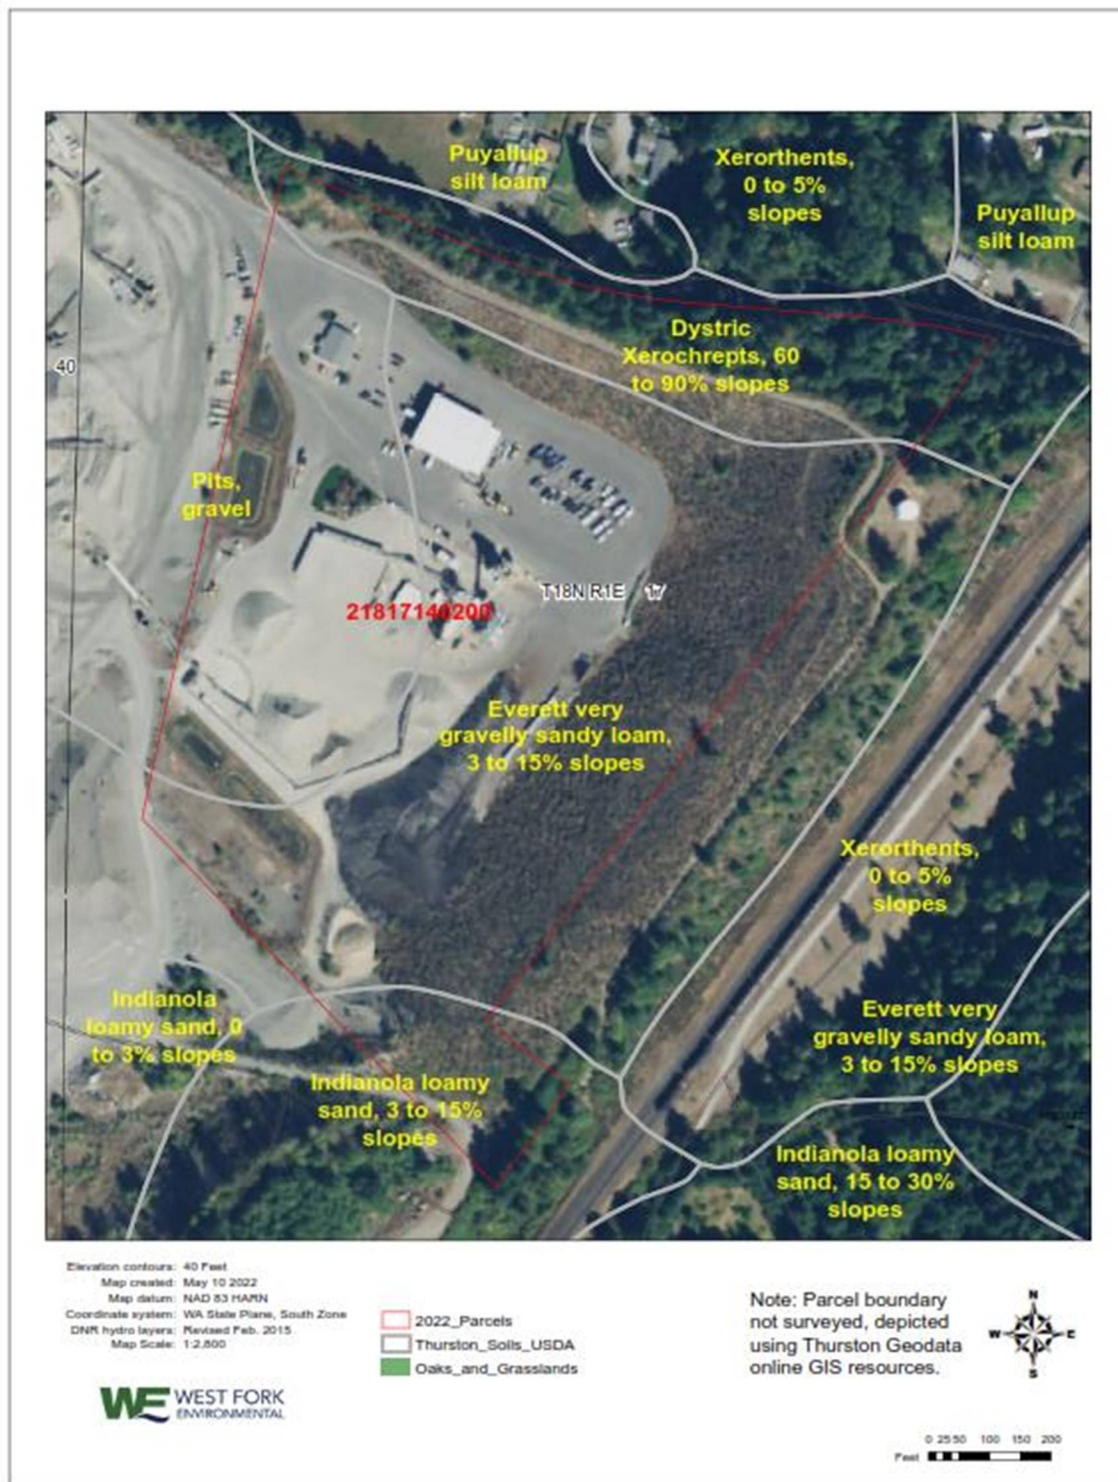 Puyallup
silt loam
Xerorthents,
0 to 5%
slopes
Puyallup
silt loam
Dystric
Xerochrepts, 60
to 90% slopes
40
Pits,
gravel
T18N R1E 17
21817140200
Everett very
gravelly sandy loam,
3 to 15% slopes
Xerorthents,
0 to 5%
slopes
Indianola
loamy sand, 0
to 3% slopes
Everett very
gravelly sandy loam,
3 to 15% slopes
Indianola loamy
sand, 3 to 15%
slopes
Indianola loamy
sand, 15 to 30%
slopes
Elevation contours: 40 Feet
Map created: May 10 2022
Map datum: NAD 83 HARN
Coordinate system: WA State Plane, South Zone
DNR hydro layers: Revised Feb. 2015
Map Scale: 1:2,800
2022_Parcels
Thurston_Soils_USDA
Oaks_and_Grasslands
Note: Parcel boundary
not surveyed, depicted
using Thurston Geodata
online GIS resources.
N
W E
S
WF WEST FORK
ENVIRONMENTAL
0 25 50 100 150 200
Feet